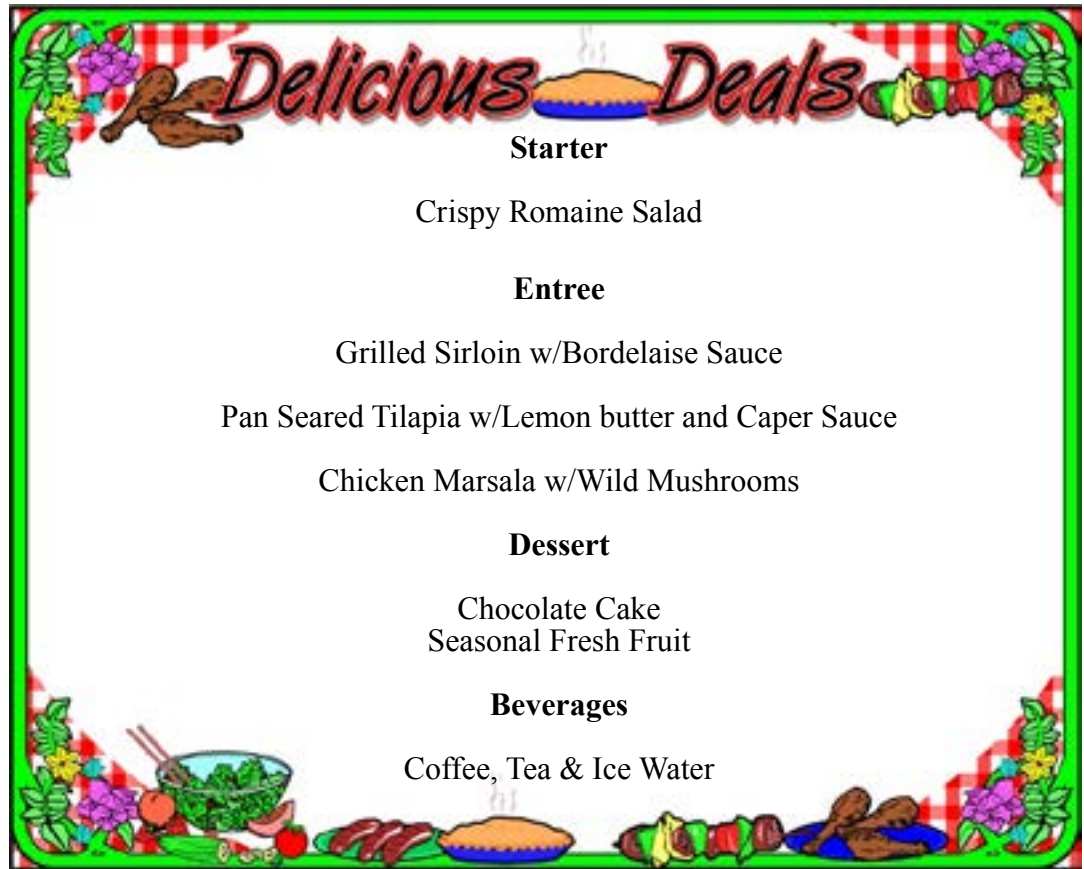 Delicious Deals
Starter
Crispy Romaine Salad
Entree
Grilled Sirloin w/Bordelaise Sauce
Pan Seared Tilapia w/Lemon butter and Caper Sauce
Chicken Marsala w/Wild Mushrooms
Dessert
Chocolate Cake
Seasonal Fresh Fruit
Beverages
Coffee, Tea & Ice Water